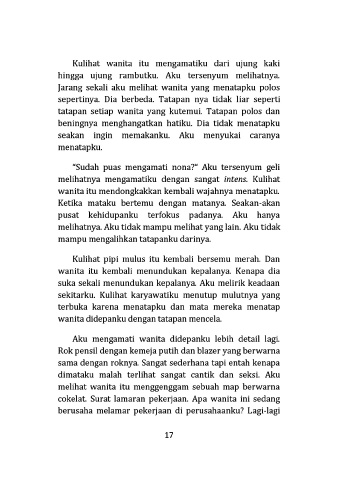 Kulihat wanita itu mengamatiku dari ujung kaki
hingga ujung rambutku. Aku tersenyum melihatnya.
Jarang sekali aku melihat wanita yang menatapku polos
sepertinya. Dia berbeda. Tatapan nya tidak liar seperti
tatapan setiap wanita yang kutemui. Tatapan polos dan
beningnya menghangatkan hatiku. Dia tidak menatapku
seakan ingin memakanku. Aku menyukai caranya
menatapku.
"Sudah puas mengamati nona?" Aku tersenyum geli
melihatnya mengamatiku dengan sangat intens. Kulihat
wanita itu mendongkakkan kembali wajahnya menatapku.
Ketika mataku bertemu dengan matanya. Seakan-akan
pusat kehidupanku terfokus padanya. Aku hanya
melihatnya. Aku tidak mampu melihat yang lain. Aku tidak
mampu mengalihkan tatapanku darinya.
Kulihat pipi mulus itu kembali bersemu merah. Dan
wanita itu kembali menundukan kepalanya. Kenapa dia
suka sekali menundukan kepalanya. Aku melirik keadaan
sekitarku. Kulihat karyawatiku menutup mulutnya yang
terbuka karena menatapku dan mata mereka menatap
wanita didepanku dengan tatapan mencela.
Aku mengamati wanita didepanku lebih detail lagi.
Rok pensil dengan kemeja putih dan blazer yang berwarna
sama dengan roknya. Sangat sederhana tapi entah kenapa
dimataku malah terlihat sangat cantik dan seksi. Aku
melihat wanita itu menggenggam sebuah map berwarna
cokelat. Surat lamaran pekerjaan. Apa wanita ini sedang
berusaha melamar pekerjaan di perusahaanku? Lagi-lagi
17